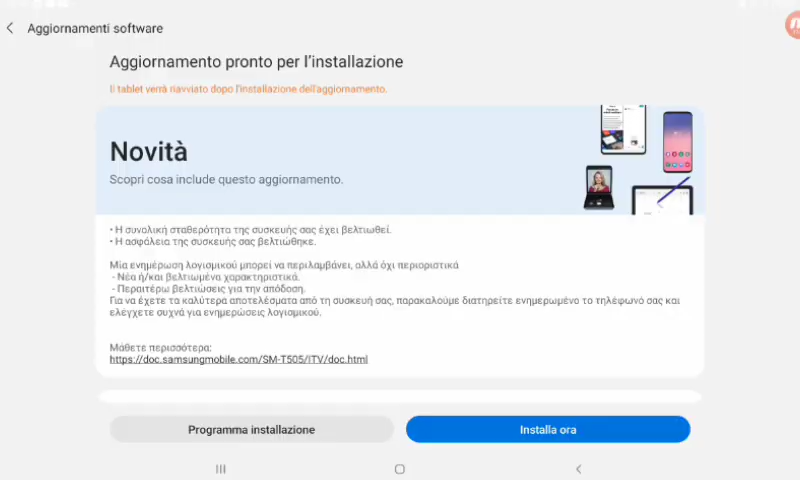 Aggiornamenti software
Aggiornamento pronto per l'installazione
Il tablet verrà riavviato dopo l'installazione dell'aggiornamento.
Novità
Scopri cosa include questo aggiornamento.
• Η συνολική σταθερότητα της συσκευής σας έχει βελτιωθεί.
• Η ασφάλεια της συσκευής σας βελτιώθηκε.
Μία ενημέρωση λογισμικού μπορεί να περιλαμβάνει, αλλά όχι περιοριστικά
- Νέα ή/και βελτιωμένα χαρακτηριστικά.
- Περαιτέρω βελτιώσεις για την απόδοση.
Για να έχετε τα καλύτερα αποτελέσματα από τη συσκευή σας, παρακαλούμε διατηρείτε ενημερωμένο το τηλέφωνό σας και
ελέγχετε συχνά για ενημερώσεις λογισμικού.
Μάθετε περισσότερα:
https://doc.samsungmobile.com/SM-T505/ITV/doc.html
Programma installazione
Installa ora